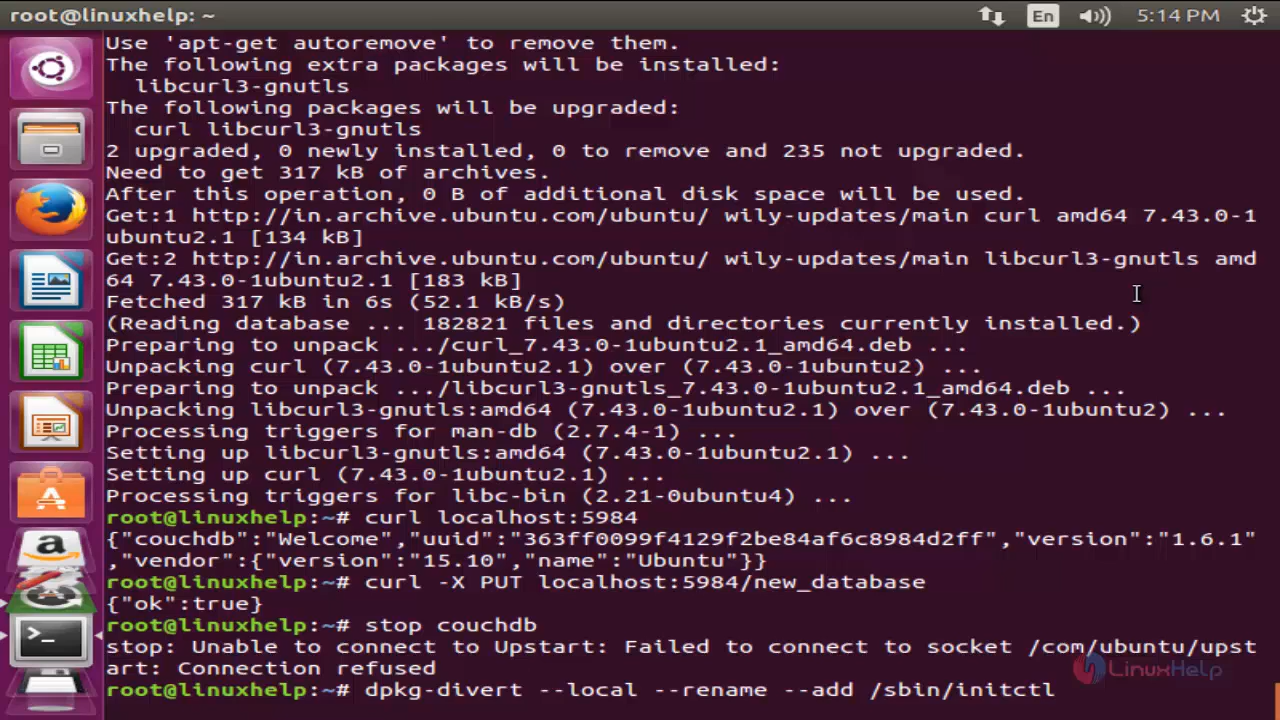 root@linuxhelp: ~
En
5:14 PM
Use 'apt-get autoremove' to remove them.
The following extra packages will be installed:
  libcurl3-gnutls
The following packages will be upgraded:
  curl libcurl3-gnutls
2 upgraded, 0 newly installed, 0 to remove and 235 not upgraded.
Need to get 317 kB of archives.
After this operation, 0 B of additional disk space will be used.
Get:1 http://in.archive.ubuntu.com/ubuntu/ wily-updates/main curl amd64 7.43.0-1
ubuntu2.1 [134 kB]
Get:2 http://in.archive.ubuntu.com/ubuntu/ wily-updates/main libcurl3-gnutls amd
64 7.43.0-1ubuntu2.1 [183 kB]
Fetched 317 kB in 6s (52.1 kB/s)
(Reading database ... 182821 files and directories currently installed.)
Preparing to unpack .../curl_7.43.0-1ubuntu2.1_amd64.deb ...
Unpacking curl (7.43.0-1ubuntu2.1) over (7.43.0-1ubuntu2) ...
Preparing to unpack .../libcurl3-gnutls_7.43.0-1ubuntu2.1_amd64.deb ...
Unpacking libcurl3-gnutls:amd64 (7.43.0-1ubuntu2.1) over (7.43.0-1ubuntu2) ...
Processing triggers for man-db (2.7.4-1) ...
Setting up libcurl3-gnutls:amd64 (7.43.0-1ubuntu2.1) ...
Setting up curl (7.43.0-1ubuntu2.1) ...
Processing triggers for libc-bin (2.21-0ubuntu4) ...
root@linuxhelp:~# curl localhost:5984
{"couchdb":"Welcome","uuid":"363ff0099f4129f2be84af6c8984d2ff","version":"1.6.1"
,"vendor":{"version":"15.10","name":"Ubuntu"}}
root@linuxhelp:~# curl -X PUT localhost:5984/new_database
{"ok":true}
root@linuxhelp:~# stop couchdb
stop: Unable to connect to Upstart: Failed to connect to socket /com/ubuntu/upst
art: Connection refused
root@linuxhelp:~# dpkg-divert --local --rename --add /sbin/initctl
LinuxHelp